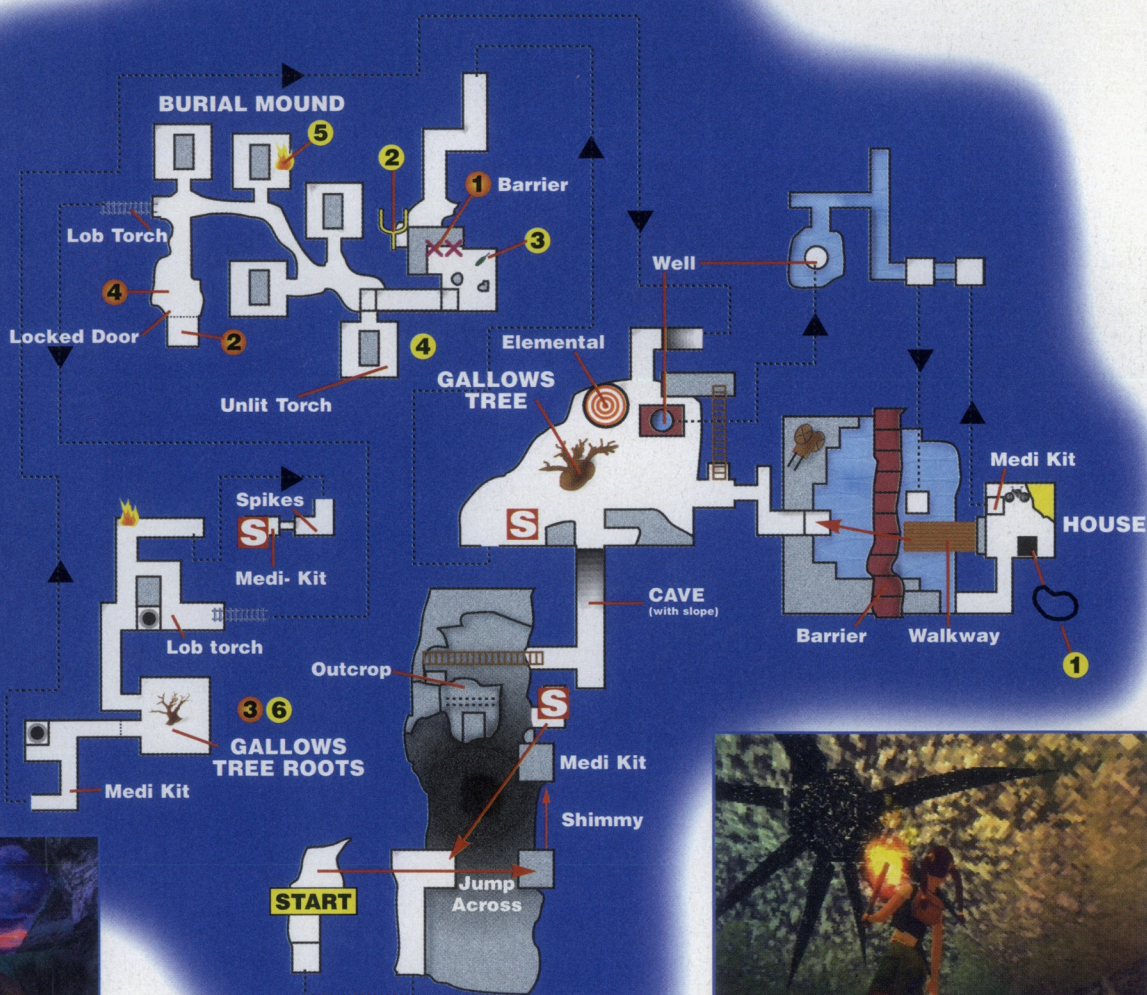 BURIAL MOUND
5
2
1 Barrier
Lob Torch
3
Well
4
Locked Door
2
Elemental
4
GALLOWS
TREE
Unlit Torch
Medi Kit
Spikes
S
S
HOUSE
Medi- Kit
CAVE
(with slope)
Lob torch
Barrier
Walkway
Outcrop
1
S
3 6
GALLOWS
TREE ROOTS
Medi Kit
Medi Kit
Shimmy
Jump
Across
START